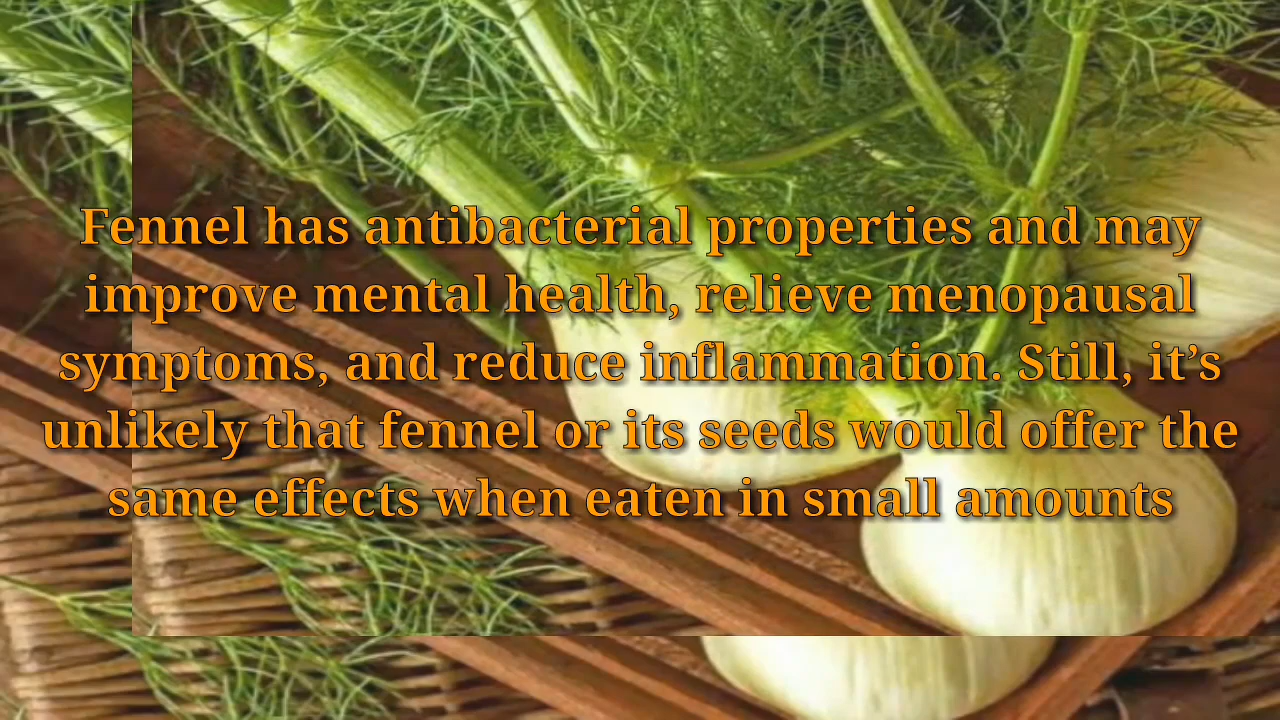 Fennel has antibacterial properties and may
improve mental health, relieve menopausal
symptoms, and reduce inflammation. Still, it’s
unlikely that fennel or its seeds would offer the
same effects when eaten in small amounts